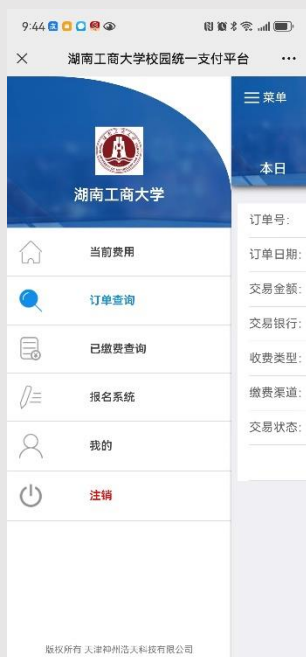 9:44
湖南工商大学校园统一支付平台
菜单
湖南工商大学
本日
当前费用
订单查询
已缴费查询
报名系统
我的
注销
订单号:
订单日期:
交易金额:
交易银行:
收费类型:
缴费渠道:
交易状态:
版权所有 天津神州浩天科技有限公司